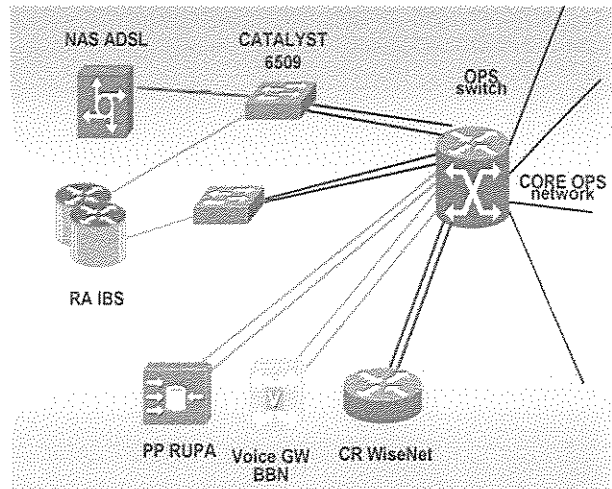 NAS ADSL
CATALYST
6509
OPS
switch
CORE OPS
network
RA IBS
PP RUPA
Voice GW
BBN
CR WiseNet
V